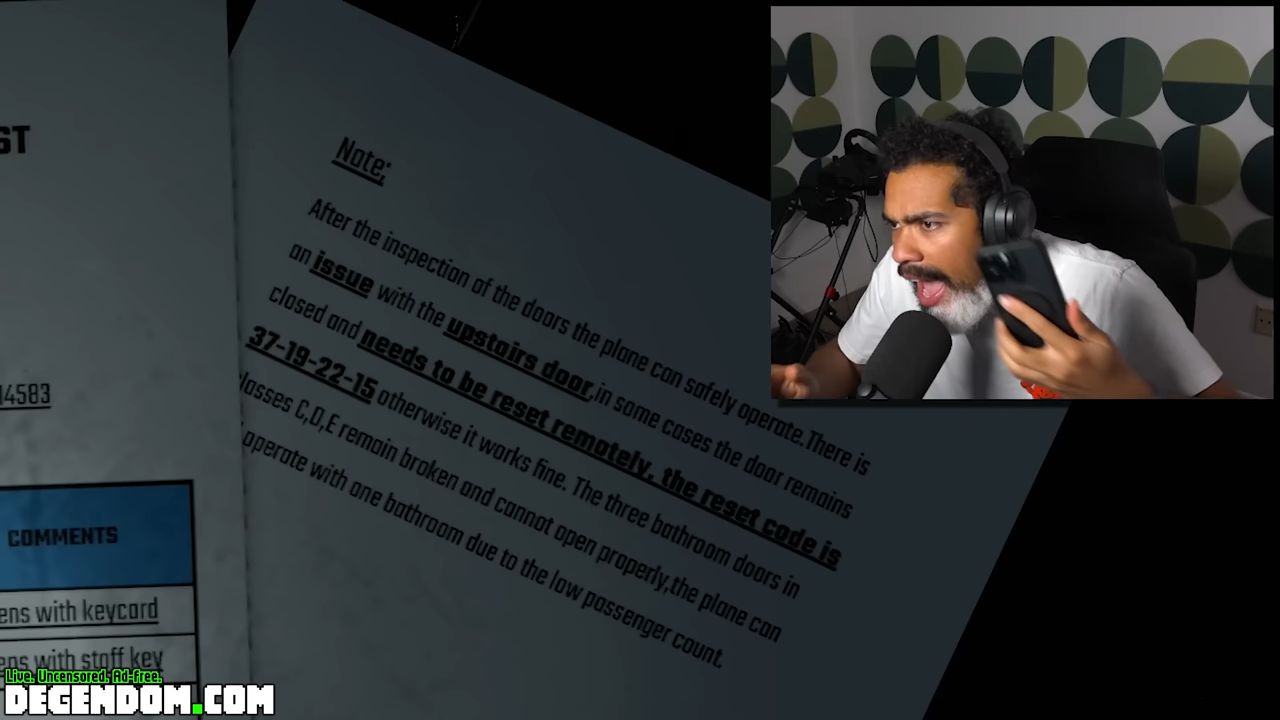 ST
14583
COMMENTS
ens with keycard
ens with staff key
Note;
After the inspection of the doors the plane can safely operate.There is
an issue with the upstairs door,in some cases the door remains
closed and needs to be reset remotely, the reset code is
37-19-22-15 otherwise it works fine. The three bathroom doors in
classes C,D,E remain broken and cannot open properly,the plane can
operate with one bathroom due to the low passenger count.
Live. Uncensored. Ad-free.
DEGENDOM.COM